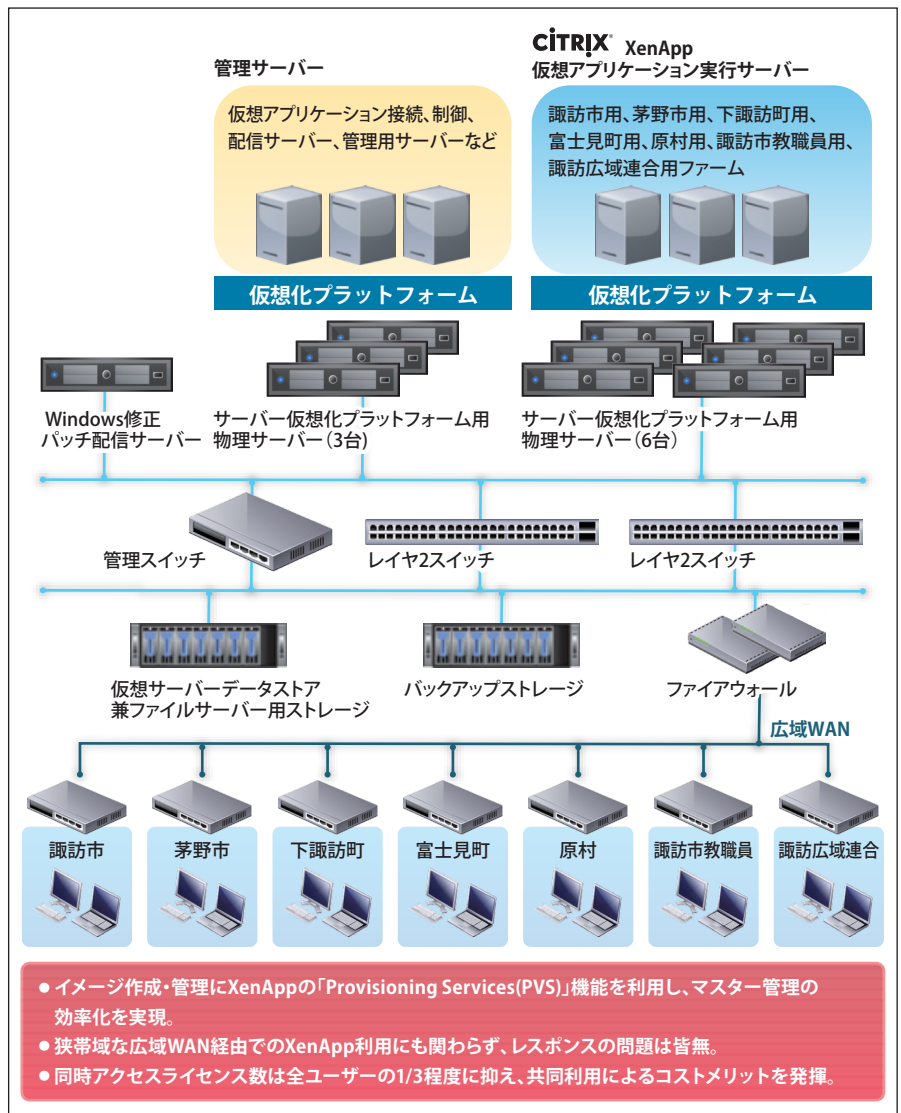 管理サーバー
CİTRIX® XenApp
仮想アプリケーション実行サーバー
仮想アプリケーション接続、制御、
配信サーバー、管理用サーバーなど
諏訪市用、茅野市用、下諏訪町用、
富士見町用、原村用、諏訪市教職員用、
諏訪広域連合用ファーム
仮想化プラットフォーム
仮想化プラットフォーム
Windows修正
パッチ配信サーバー
サーバー仮想化プラットフォーム用
物理サーバー(3台)
サーバー仮想化プラットフォーム用
物理サーバー(6台)
管理スイッチ
レイヤ2スイッチ
レイヤ2スイッチ
仮想サーバーデータストア
兼ファイルサーバー用ストレージ
バックアップストレージ
ファイアウォール
広域WAN
諏訪市
茅野市
下諏訪町
富士見町
原村
諏訪市教職員
諏訪広域連合
●イメージ作成・管理にXenAppの「Provisioning Services(PVS)」機能を利用し、マスター管理の
効率化を実現。
●狭帯域な広域WAN経由でのXenApp利用にも関わらず、レスポンスの問題は皆無。
●同時アクセスライセンス数は全ユーザーの1/3程度に抑え、共同利用によるコストメリットを発揮。